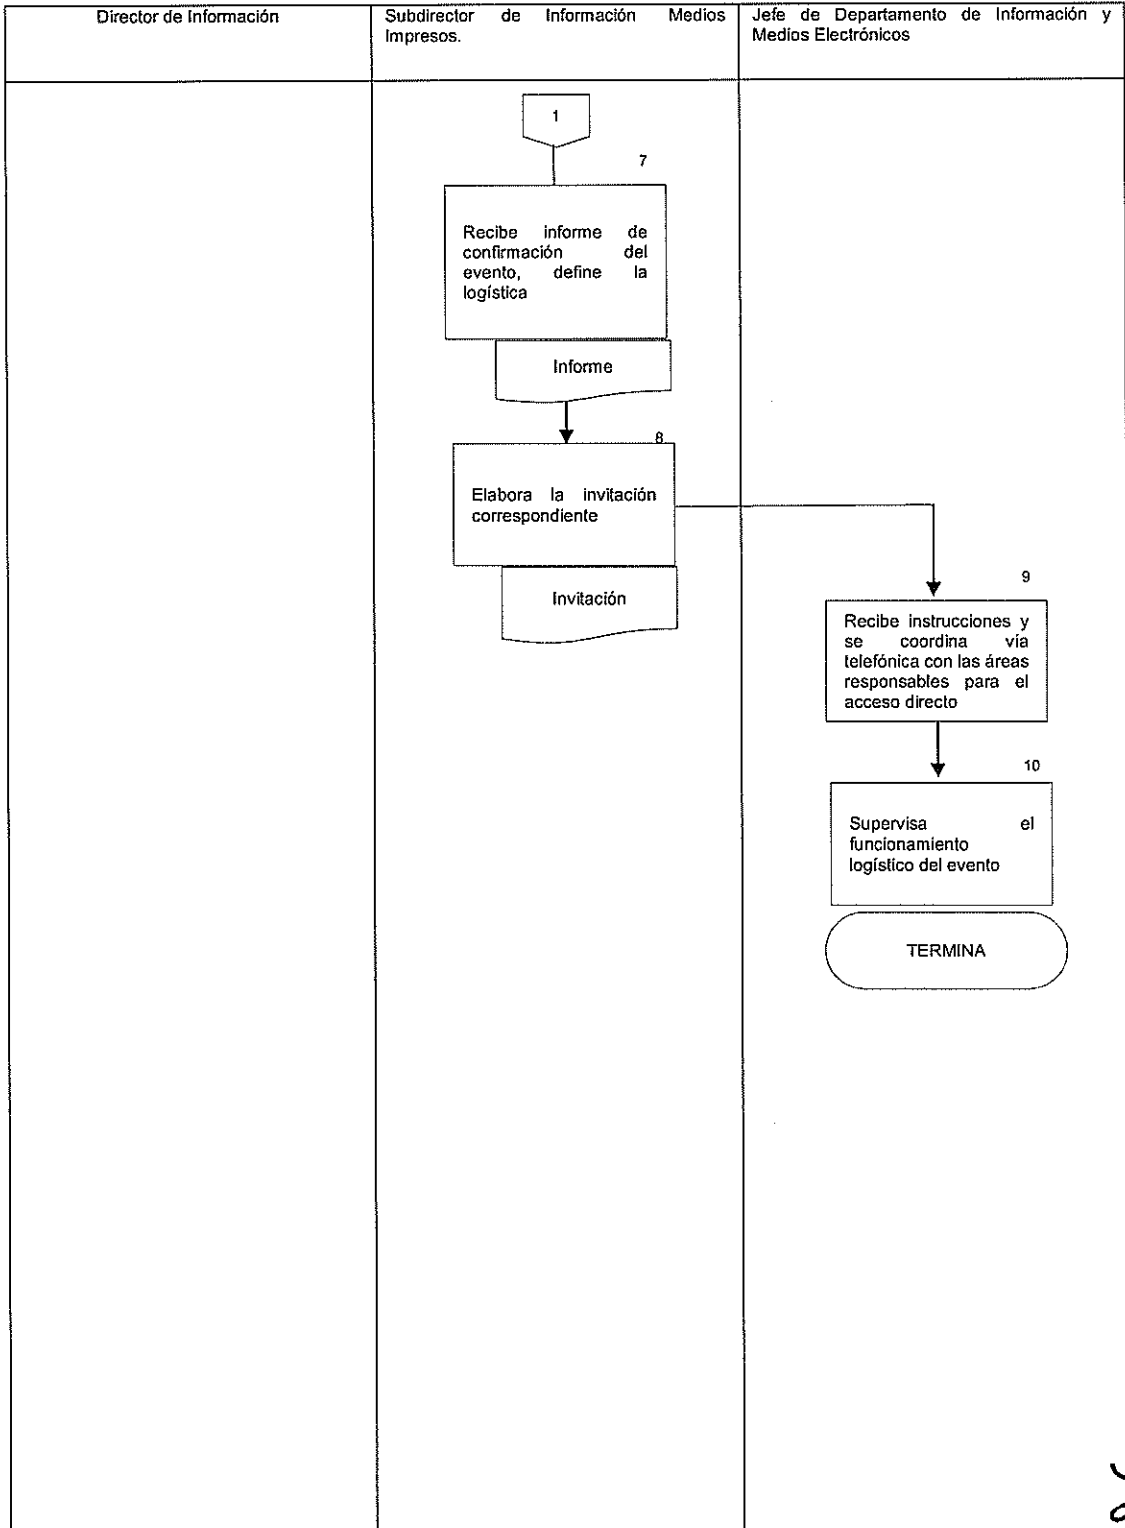 Director de Información
Subdirector de Información Medios
Impresos.
Jefe de Departamento de Información y
Medios Electrónicos
1
7
Recibe informe de
confirmación del
evento, define la
logística
Informe
8
Elabora la invitación
correspondiente
Invitación
9
Recibe instrucciones y
se coordina vía
telefónica con las áreas
responsables para el
acceso directo
10
Supervisa el
funcionamiento
logístico del evento
TERMINA